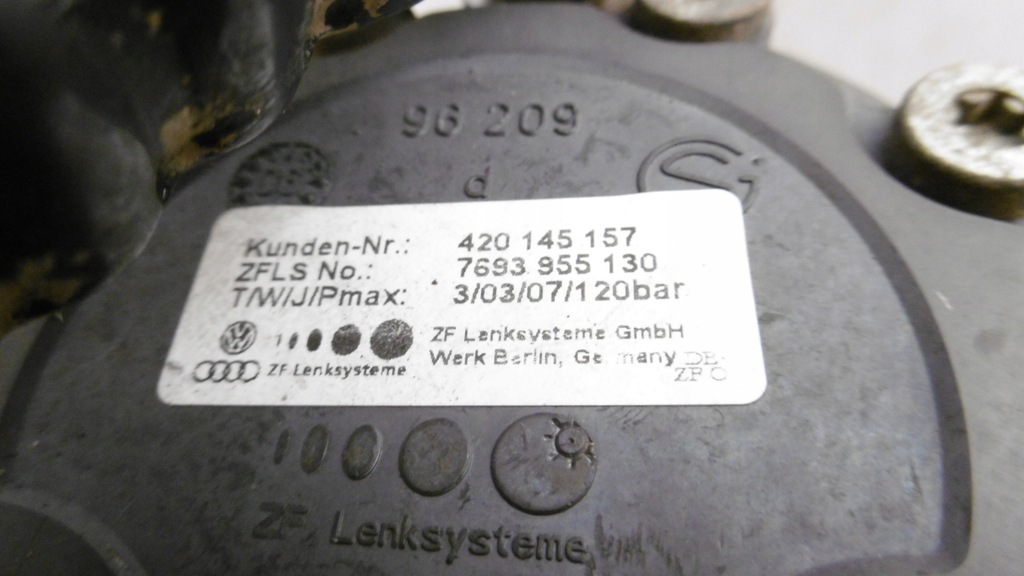 96 209
d
Kunden-Nr.: 420 145 157
ZFLS No.: 7693 955 130
T/W/J/Pmax: 3/03/07/120bar
ZF Lenksysteme GmbH
Werk Berlin, Germany
ZF Lenksysteme
ZF Lenksysteme